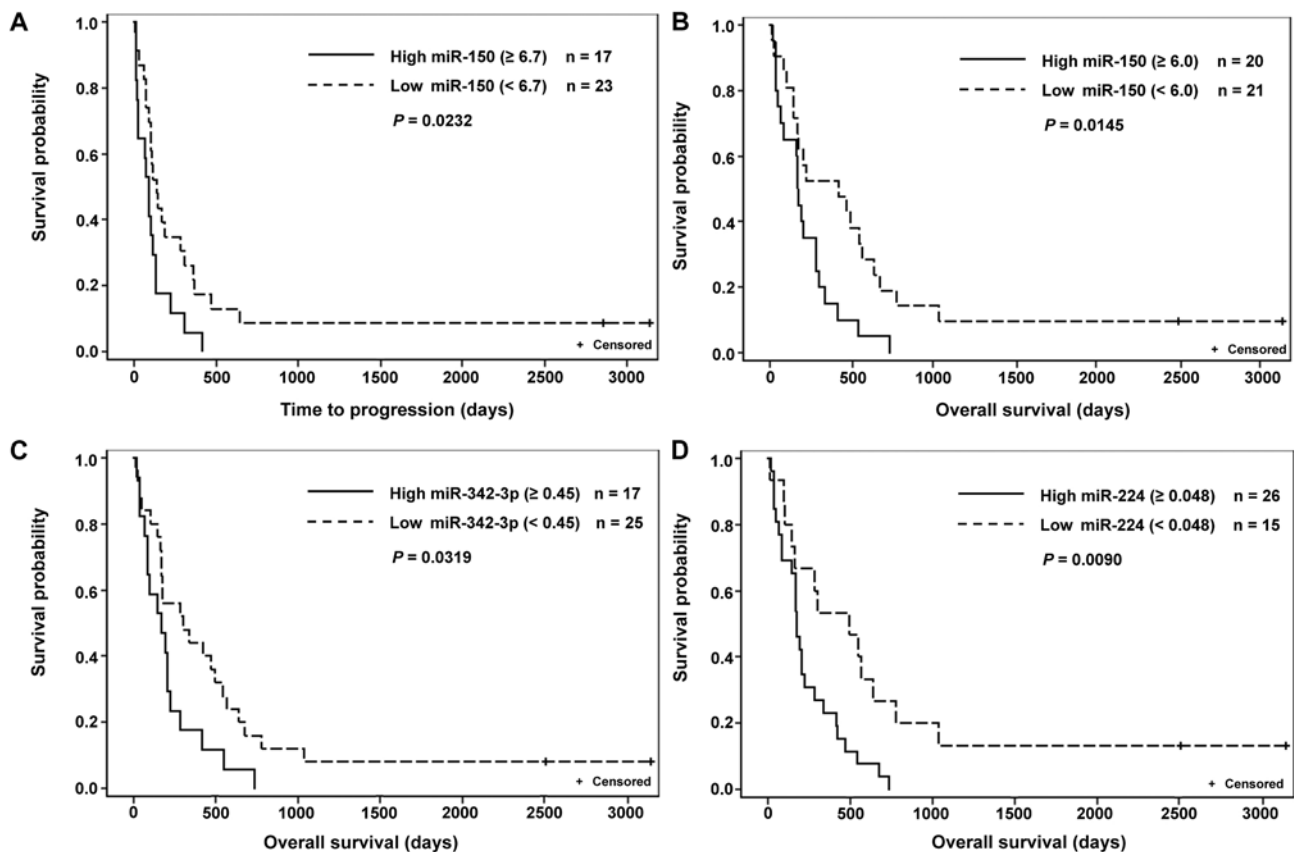 A
1.0
0.8
0.6
0.4
0.2
0.0
Survival probability
High miR-150 (≥ 6.7) n = 17
Low miR-150 (< 6.7) n = 23
P = 0.0232
+ Censored
0 500 1000 1500 2000 2500 3000
Time to progression (days)
B
1.0
0.8
0.6
0.4
0.2
0.0
Survival probability
High miR-150 (≥ 6.0) n = 20
Low miR-150 (< 6.0) n = 21
P = 0.0145
+ Censored
0 500 1000 1500 2000 2500 3000
Overall survival (days)
C
1.0
0.8
0.6
0.4
0.2
0.0
Survival probability
High miR-342-3p (≥ 0.45) n = 17
Low miR-342-3p (< 0.45) n = 25
P = 0.0319
+ Censored
0 500 1000 1500 2000 2500 3000
Overall survival (days)
D
1.0
0.8
0.6
0.4
0.2
0.0
Survival probability
High miR-224 (≥ 0.048) n = 26
Low miR-224 (< 0.048) n = 15
P = 0.0090
+ Censored
0 500 1000 1500 2000 2500 3000
Overall survival (days)